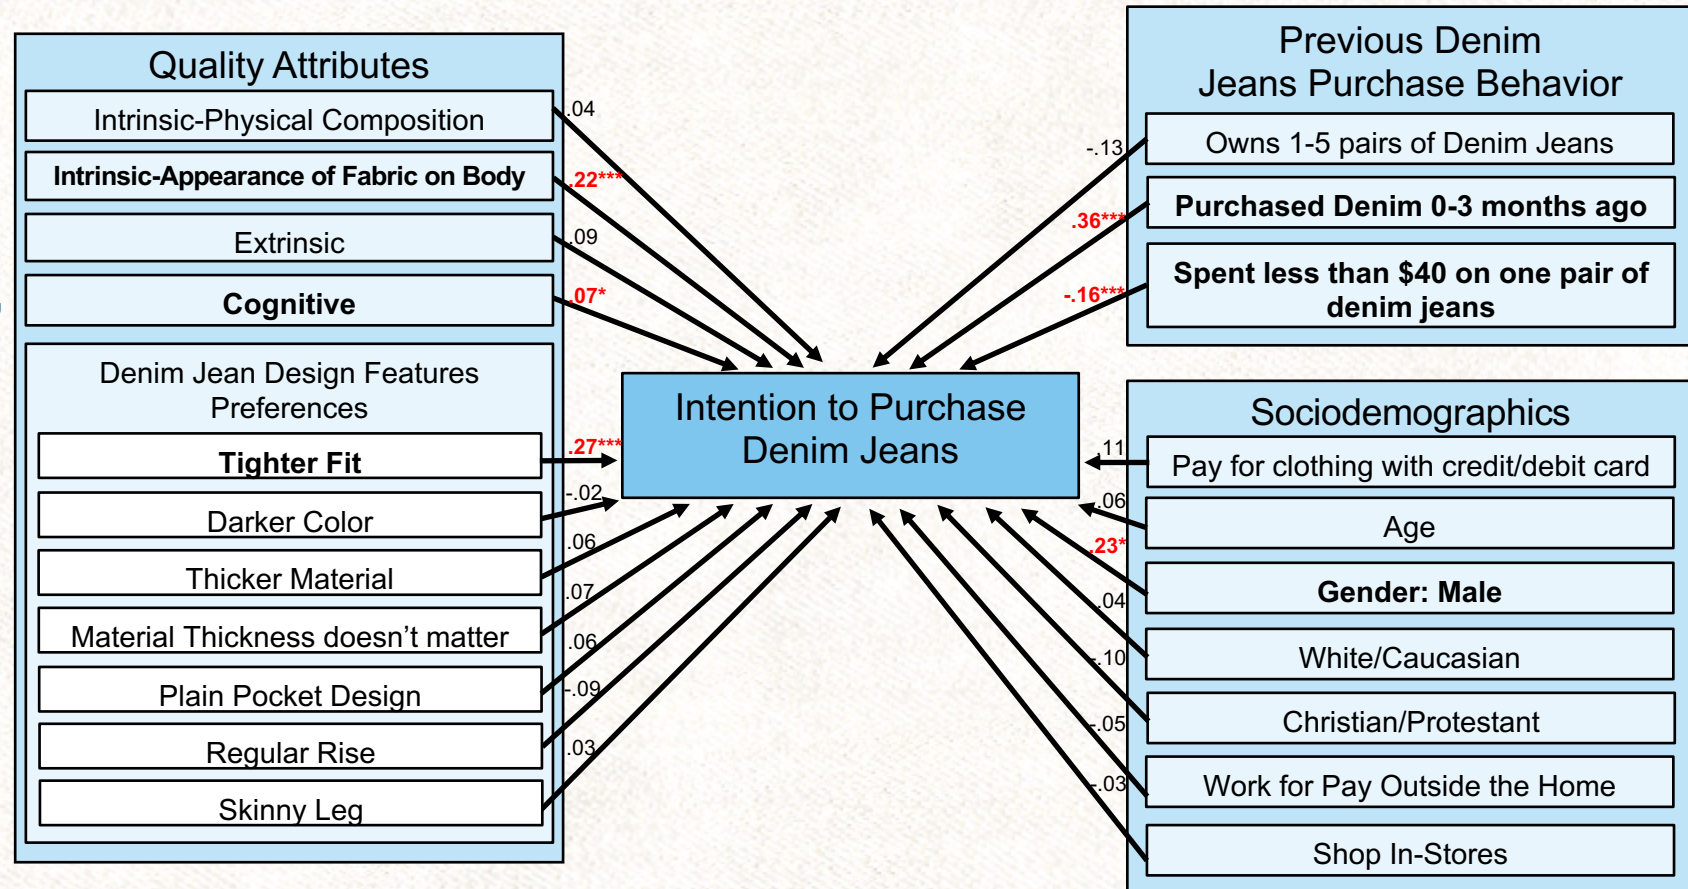 Quality Attributes
Intrinsic-Physical Composition
.04
Intrinsic-Appearance of Fabric on Body
.22***
Extrinsic
.09
Cognitive
.07*
Denim Jean Design Features
Preferences
Tighter Fit
.27***
Darker Color
-.02
Thicker Material
.06
Material Thickness doesn’t matter
.07
Plain Pocket Design
.06
Regular Rise
-.09
Skinny Leg
.03
Intention to Purchase
Denim Jeans
Previous Denim
Jeans Purchase Behavior
-.13
Owns 1-5 pairs of Denim Jeans
.36***
Purchased Denim 0-3 months ago
-.16***
Spent less than $40 on one pair of
denim jeans
Sociodemographics
.11
Pay for clothing with credit/debit card
.06
Age
.23*
Gender: Male
.04
White/Caucasian
-.10
Christian/Protestant
-.05
Work for Pay Outside the Home
-.03
Shop In-Stores